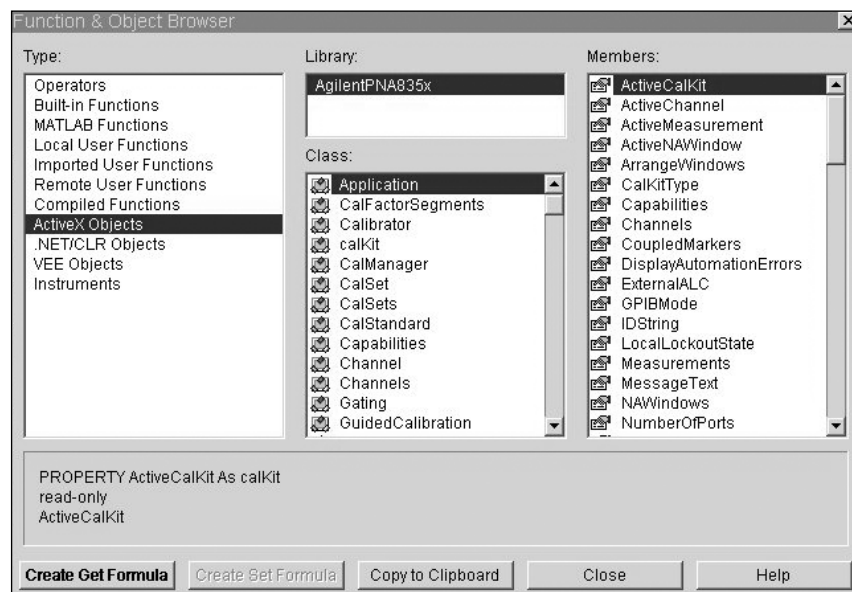 Function & Object Browser
Type:
Operators
Built-in Functions
MATLAB Functions
Local User Functions
Imported User Functions
Remote User Functions
Compiled Functions
ActiveX Objects
.NET/CLR Objects
VEE Objects
Instruments
Library:
AgilentPNA835x
Class:
Application
CalFactorSegments
Calibrator
calKit
CalManager
CalSet
CalSets
CalStandard
Capabilities
Channel
Channels
Gating
GuidedCalibration
Members:
ActiveCalKit
ActiveChannel
ActiveMeasurement
ActiveNAWindow
ArrangeWindows
CalKitType
Capabilities
Channels
CoupledMarkers
DisplayAutomationErrors
ExternalALC
GPIBMode
IDString
LocalLockoutState
Measurements
MessageText
NAWindows
NumberOfPorts
PROPERTY ActiveCalKit As calKit
read-only
ActiveCalKit
Create Get Formula
Create Set Formula
Copy to Clipboard
Close
Help